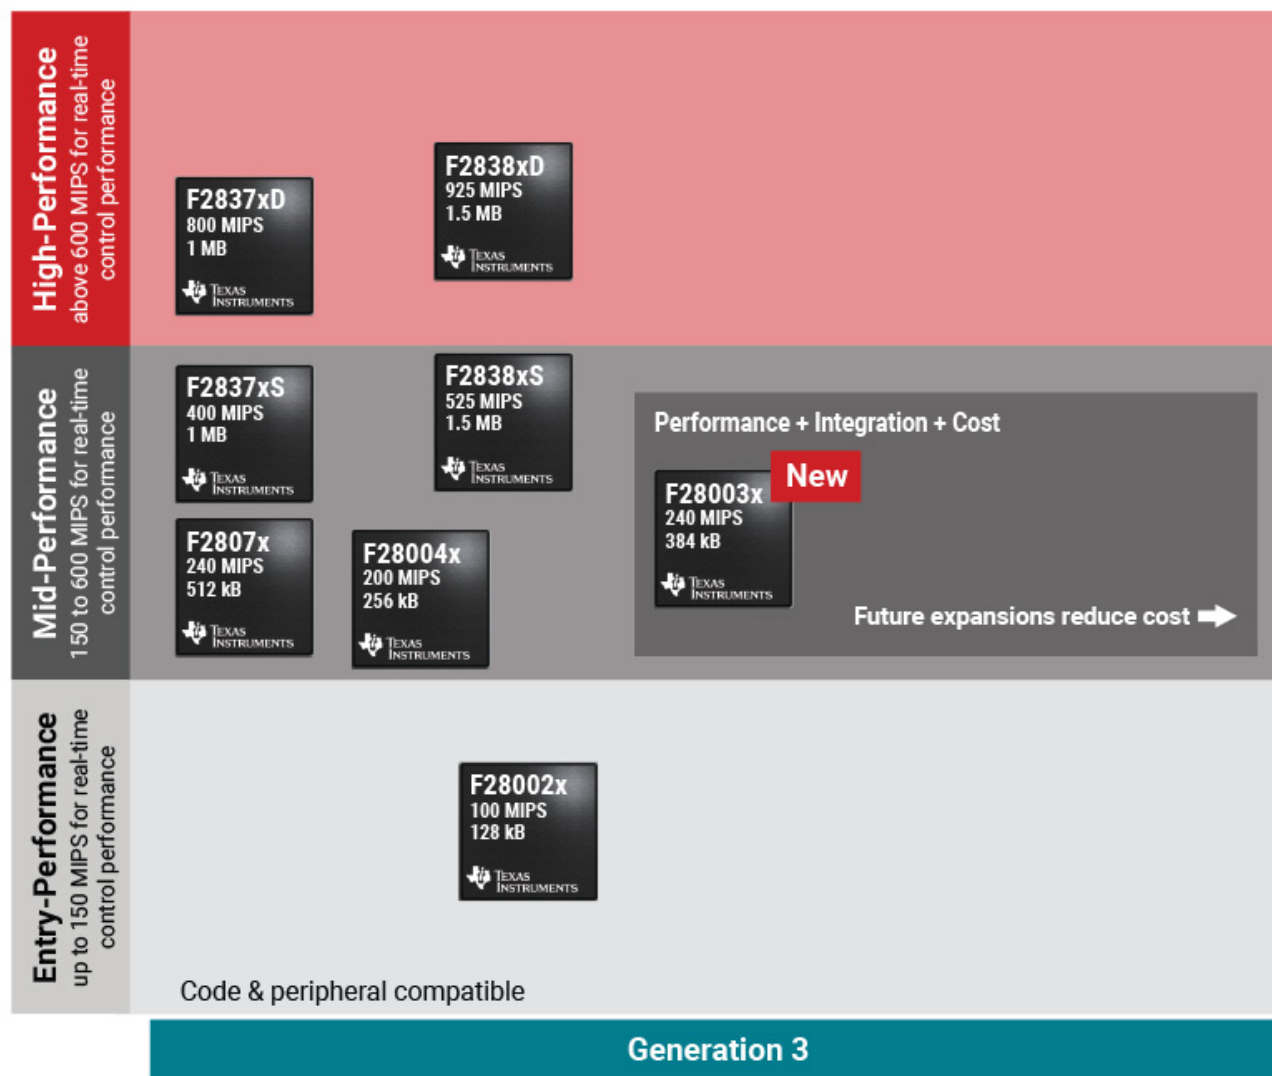 High-Performance
above 600 MIPS for real-time
control performance
F2837xD
800 MIPS
1 MB
TEXAS
INSTRUMENTS
F2838xD
925 MIPS
1.5 MB
TEXAS
INSTRUMENTS
Mid-Performance
150 to 600 MIPS for real-time
control performance
F2837xS
400 MIPS
1 MB
TEXAS
INSTRUMENTS
F2838xS
525 MIPS
1.5 MB
TEXAS
INSTRUMENTS
F2807x
240 MIPS
512 kB
TEXAS
INSTRUMENTS
F28004x
200 MIPS
256 kB
TEXAS
INSTRUMENTS
Performance + Integration + Cost
New
F28003x
240 MIPS
384 kB
TEXAS
INSTRUMENTS
Future expansions reduce cost
Entry-Performance
up to 150 MIPS for real-time
control performance
F28002x
100 MIPS
128 kB
TEXAS
INSTRUMENTS
Code & peripheral compatible
Generation 3